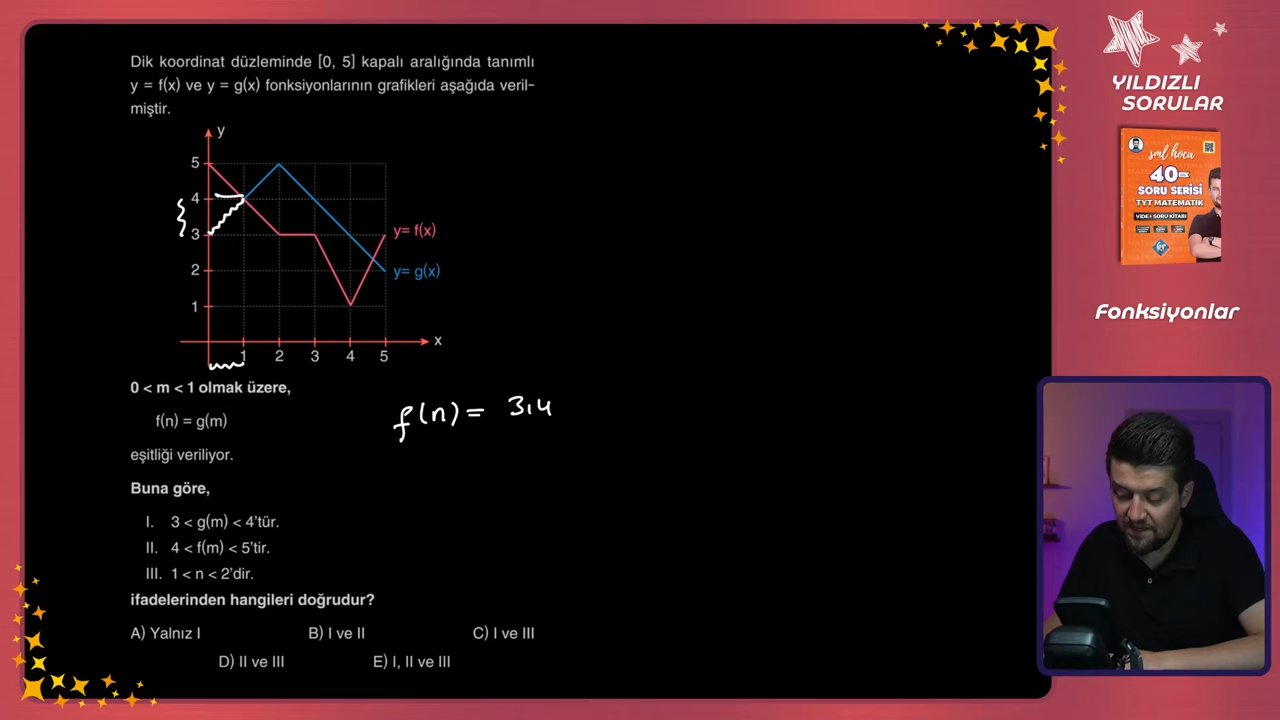 Dik koordinat düzleminde [0, 5] kapalı aralığında tanımlı
y = f(x) ve y = g(x) fonksiyonlarının grafikleri aşağıda veril-
miştir.
y
5
4
3
2
1
y= f(x)
y= g(x)
x
1 2 3 4 5
0 < m < 1 olmak üzere,
f(n) = g(m)
f(n) = 3,4
eşitliği veriliyor.
Buna göre,
I. 3 < g(m) < 4'tür.
II. 4 < f(m) < 5'tir.
III. 1 < n < 2'dir.
ifadelerinden hangileri doğrudur?
A) Yalnız I B) I ve II C) I ve III
D) II ve III E) I, II ve III
YILDIZLI
SORULAR
sml hoca
40
SORU SERİSİ
TYT MATEMATİK
VİDEO SORU KİTABI
Fonksiyonlar